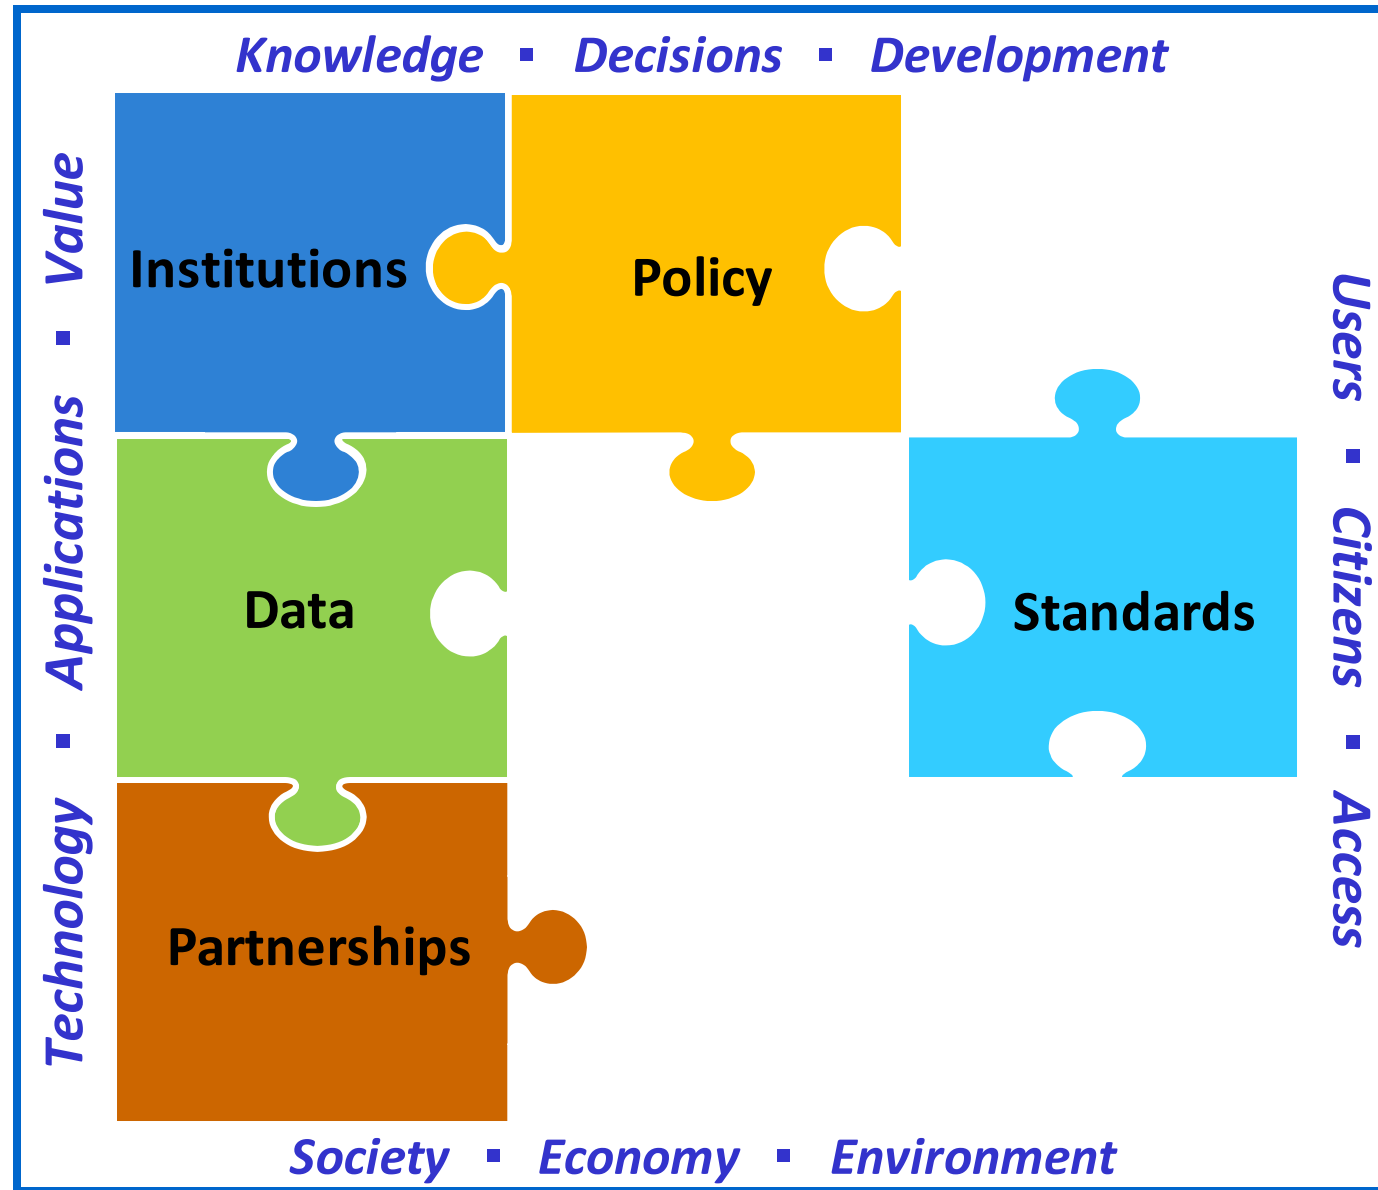 Knowledge ▪ Decisions ▪ Development
Technology ▪ Applications ▪ Value
Institutions
Policy
Data
Standards
Partnerships
Users ▪ Citizens ▪ Access
Society ▪ Economy ▪ Environment